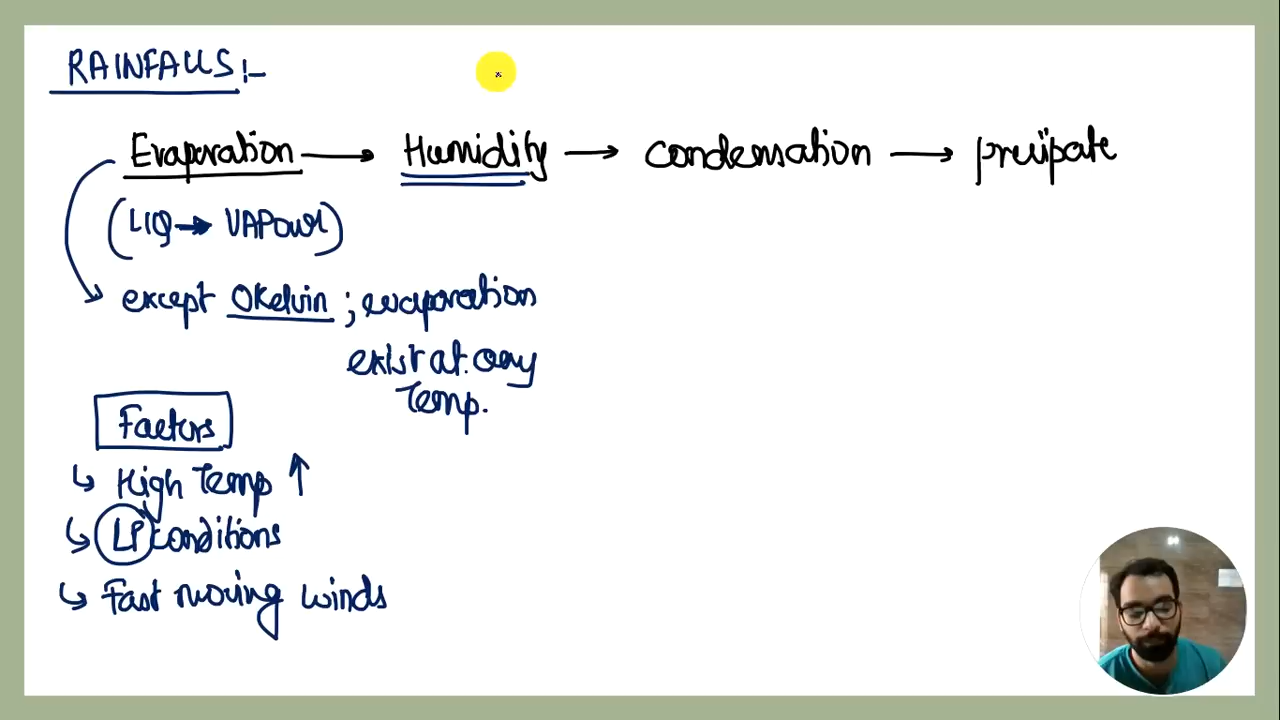 RAINFALLS:-
Evaporation → Humidity → condensation → precipate
(LIQ → VAPOUR)
except 0Kelvin ; evaporation
exist at any
Temp.
Factors
↳ High Temp ↑
↳ LP conditions
↳ Fast moving winds